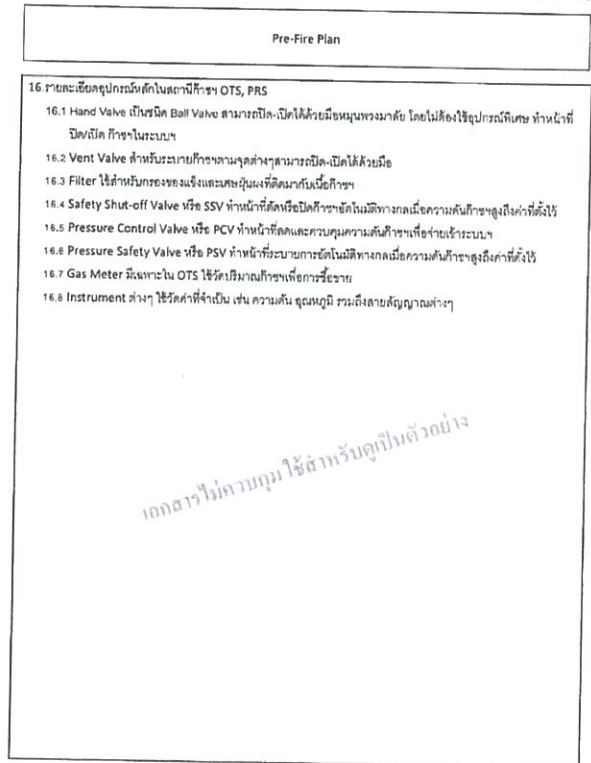 Pre-Fire Plan
16.รายละเอียดอุปกรณ์หลักในสถานีก๊าซฯ OTS, PRS
16.1 Hand Valve เป็นชนิด Ball Valve สามารถปิด-เปิดได้ด้วยมือหมุนพวงมาลัย โดยไม่ต้องใช้อุปกรณ์พิเศษ ทำหน้าที่
ปิด/เปิด ก๊าซฯในระบบฯ
16.2 Vent Valve สำหรับระบายก๊าซฯตามจุดต่างๆสามารถปิด-เปิดได้ด้วยมือ
16.3 Filter ใช้สำหรับกรองของแข็งและเศษฝุ่นผงที่ติดมากับเนื้อก๊าซฯ
16.4 Safety Shut-off Valve หรือ SSV ทำหน้าที่ตัดหรือปิดก๊าซฯอัตโนมัติทางกลเมื่อความดันก๊าซฯสูงถึงค่าที่ตั้งไว้
16.5 Pressure Control Valve หรือ PCV ทำหน้าที่ลดและควบคุมความดันก๊าซฯเพื่อจ่ายเข้าระบบฯ
16.6 Pressure Safety Valve หรือ PSV ทำหน้าที่ระบายการอัตโนมัติทางกลเมื่อความดันก๊าซฯสูงถึงค่าที่ตั้งไว้
16.7 Gas Meter มีเฉพาะใน OTS ใช้วัดปริมาณก๊าซฯเพื่อการซื้อขาย
16.8 Instrument ต่างๆ ใช้วัดค่าที่จำเป็น เช่น ความดัน อุณหภูมิ รวมถึงสายสัญญาณต่างๆ
เอกสารไม่ควบคุม ใช้สำหรับดูเป็นตัวอย่าง